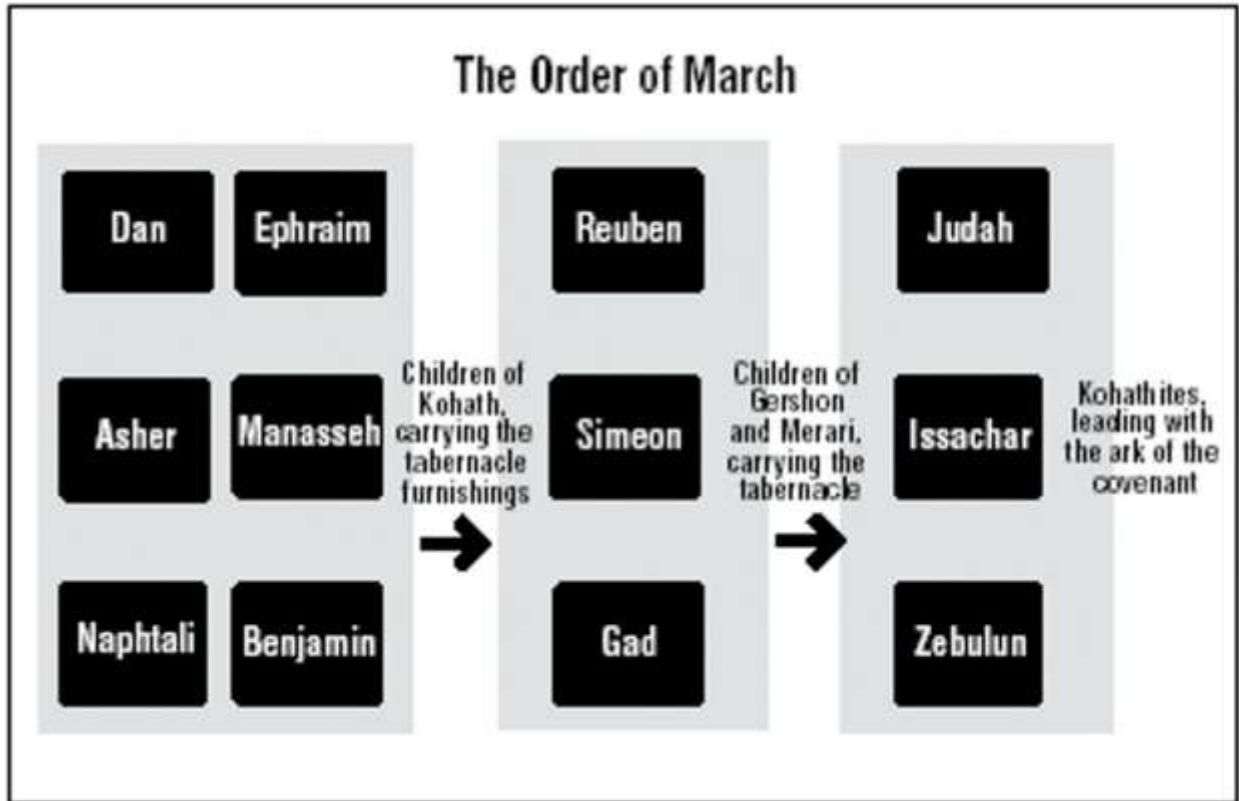 The Order of March
Dan
Ephraim
Reuben
Judah
Asher
Manasseh
Children of
Kohath,
carrying the
tabernacle
furnishings
Simeon
Children of
Gershon
and Merari,
carrying the
tabernacle
Issachar
Kohathites,
leading with
the ark of the
covenant
Naphtali
Benjamin
Gad
Zebulun